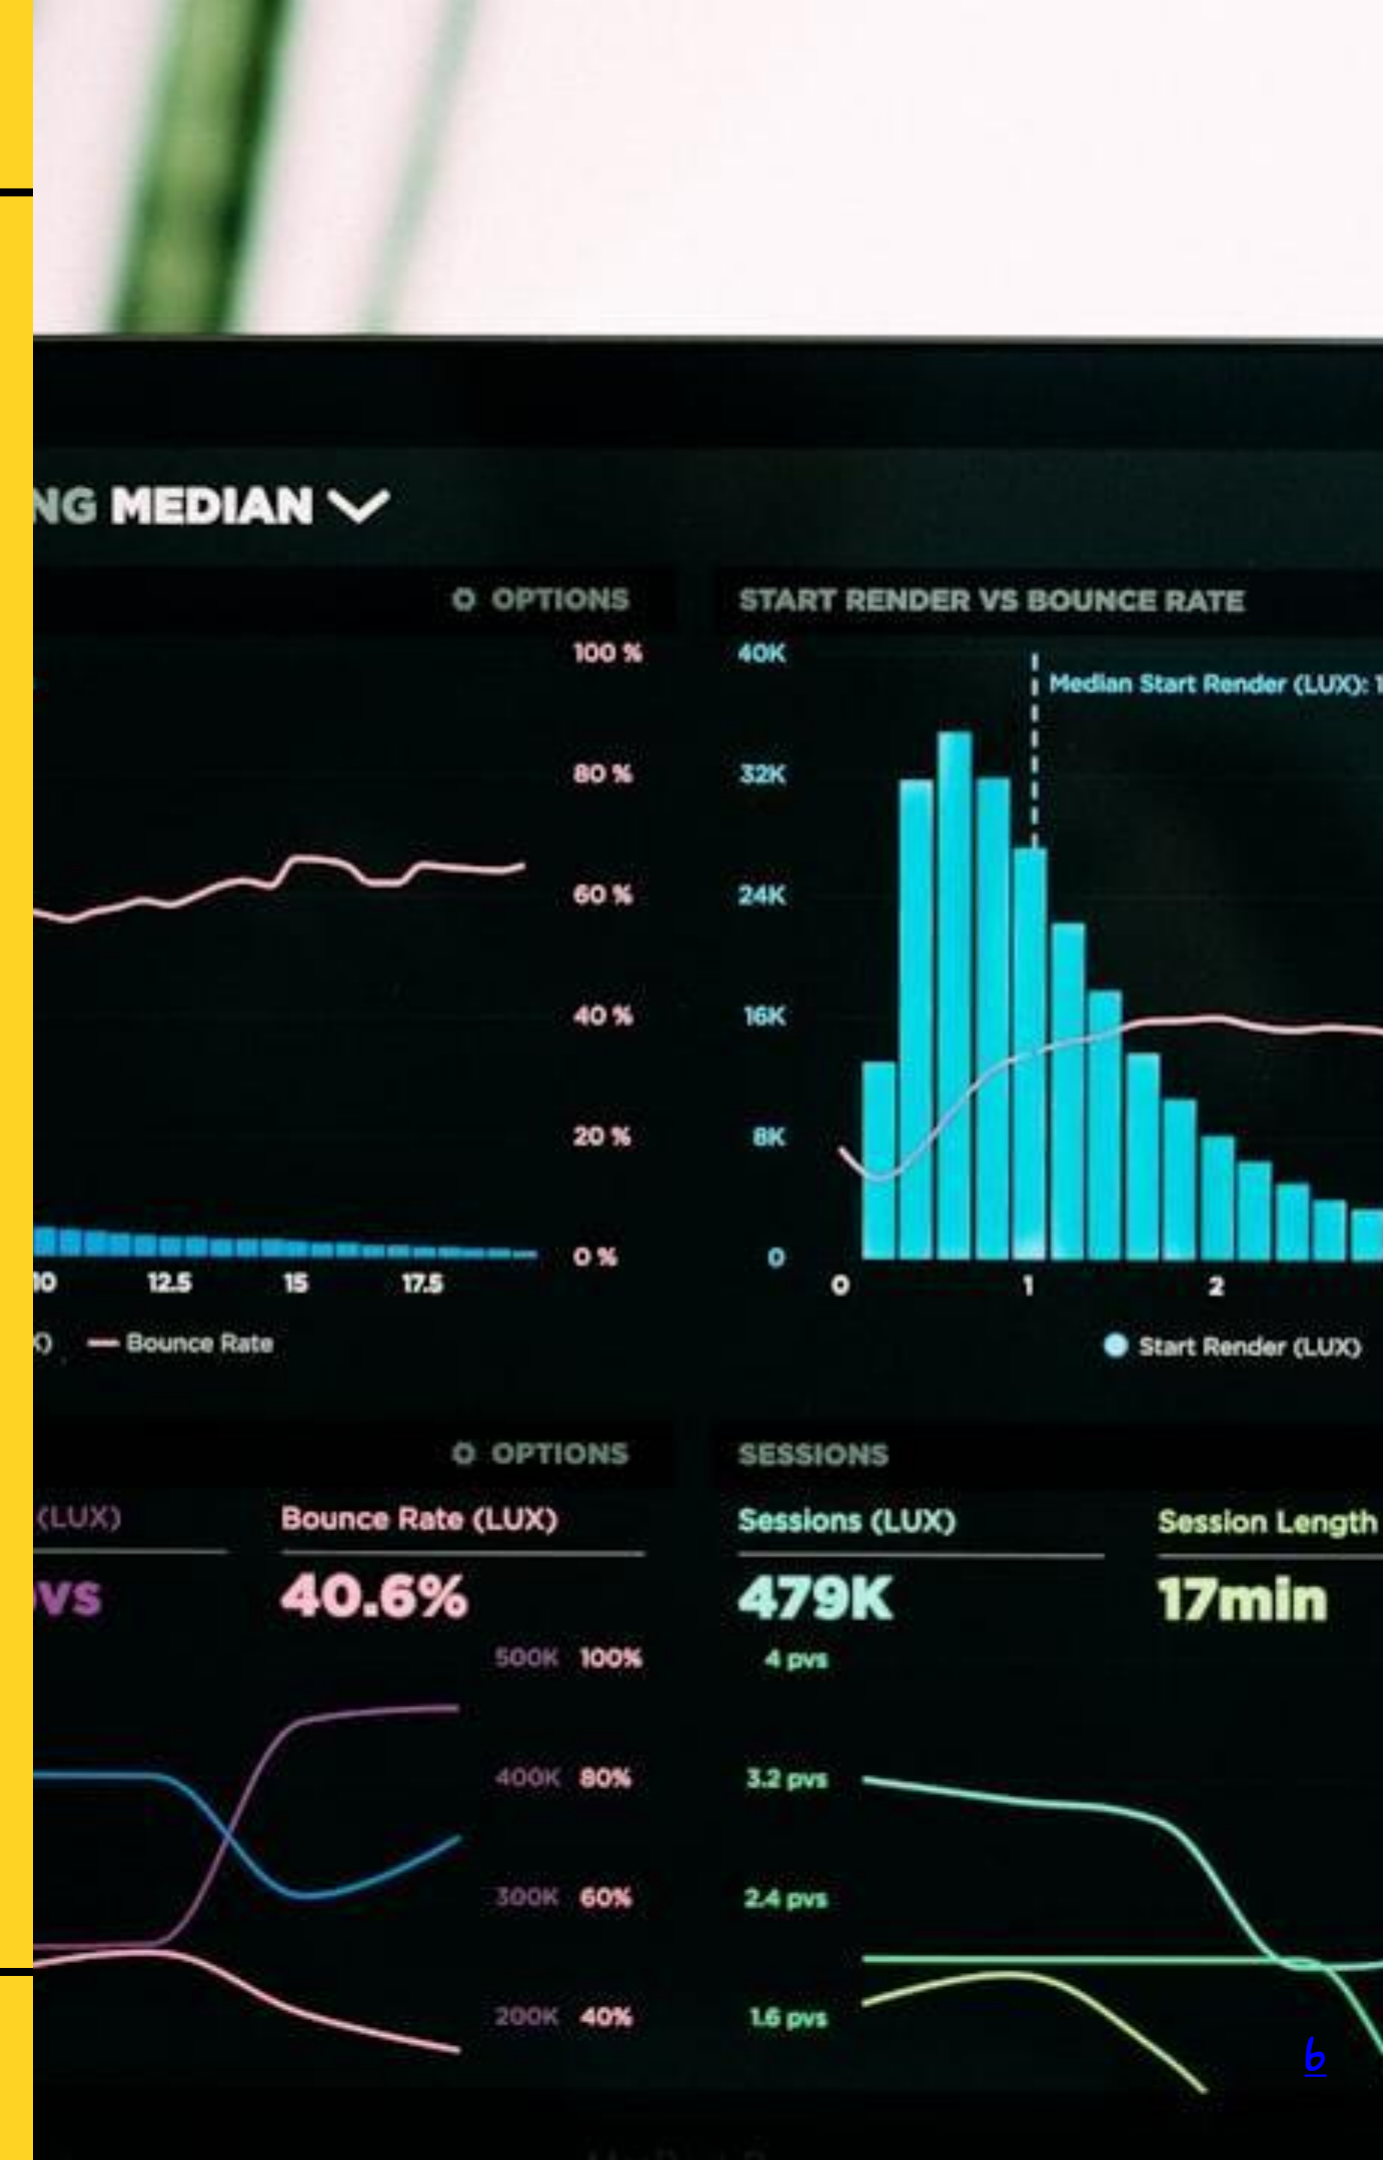 NG MEDIAN
OPTIONS
100 %
80 %
60 %
40 %
20 %
0 %
10 12.5 15 17.5
X) Bounce Rate
START RENDER VS BOUNCE RATE
40K
Median Start Render (LUX): 1
32K
24K
16K
8K
0
0 1 2
Start Render (LUX)
OPTIONS
(LUX) Bounce Rate (LUX)
vs 40.6%
500K 100%
400K 80%
300K 60%
200K 40%
SESSIONS
Sessions (LUX) Session Length
479K 17min
4 pvs
3.2 pvs
2.4 pvs
1.6 pvs
6